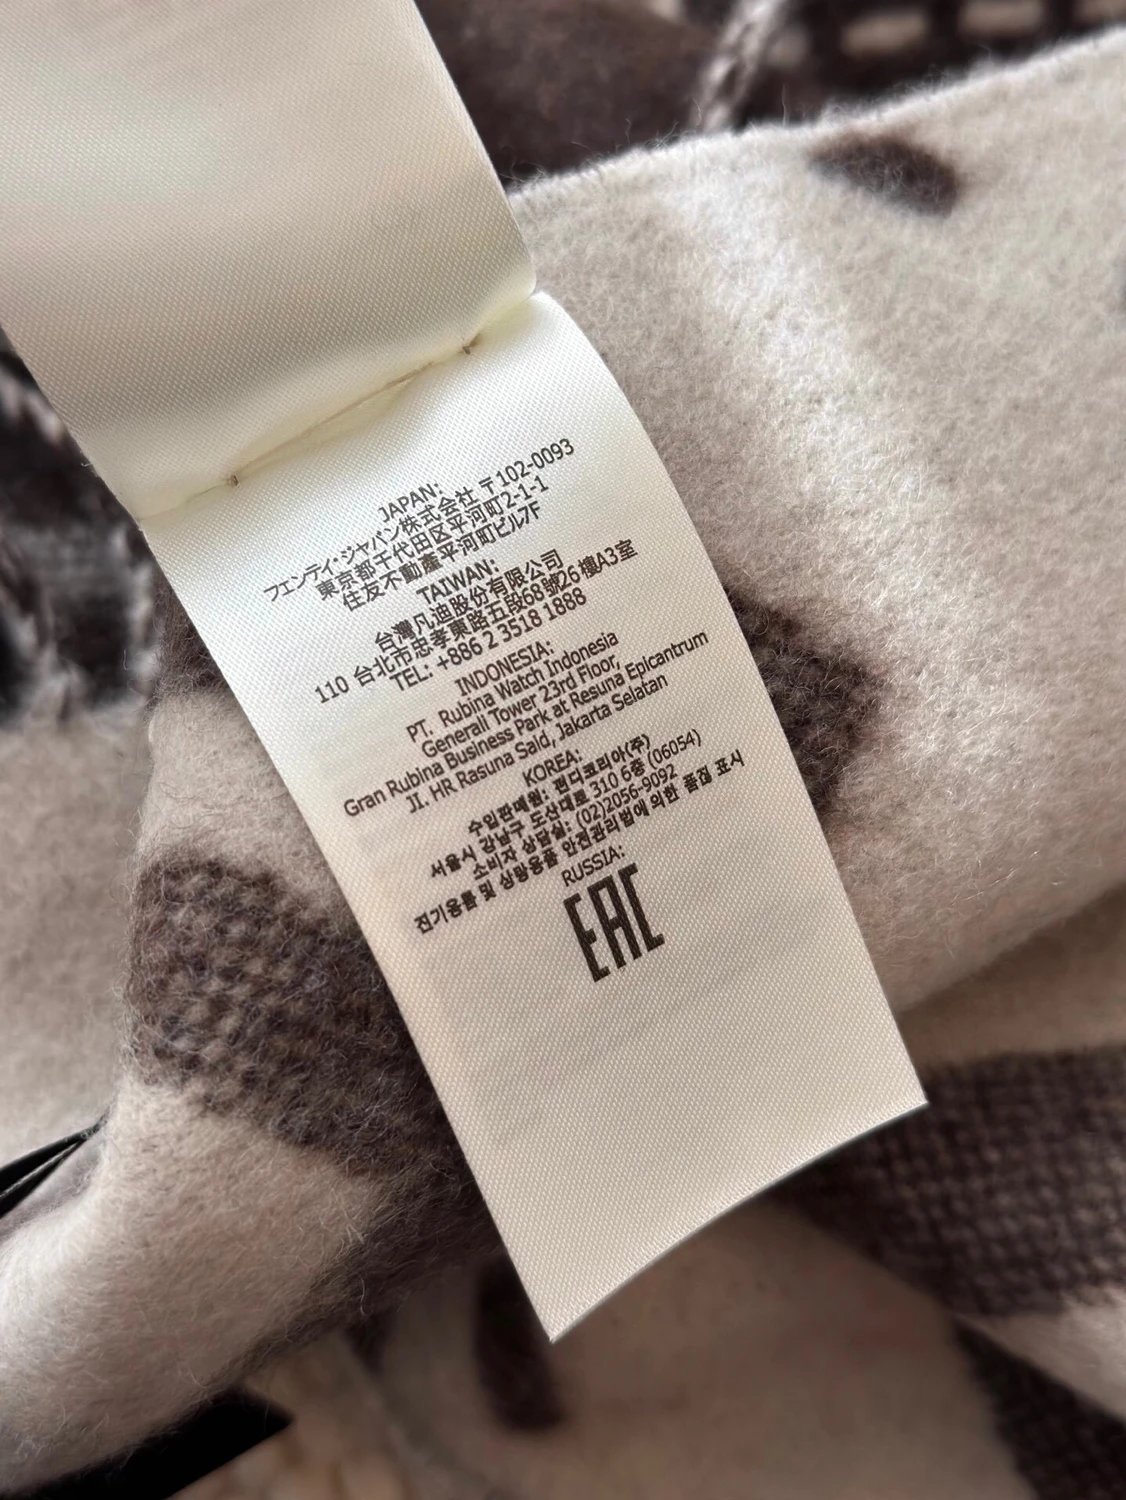 JAPAN:
フェンディ・ジャパン株式会社 〒102-0093
東京都千代田区平河町2-1-1
住友不動產平河町ビル7F
TAIWAN:
台灣凡迪股份有限公司
110 台北市忠孝東路五段68號26樓A3室
TEL: +886 2 3518 1888
INDONESIA:
PT. Rubina Watch Indonesia
Generali Tower 23rd Floor,
Gran Rubina Business Park at Resuna Epicantrum
JI. HR Rasuna Said, Jakarta Selatan
KOREA:
수입판매원: 펜디코리아(주)
서울시 강남구 도산대로 310 6층 (06054)
소비자 상담실: (02)2056-9092
전기용품 및 생활용품 안전관리법에 의한 품질 표시
RUSSIA:
EAC